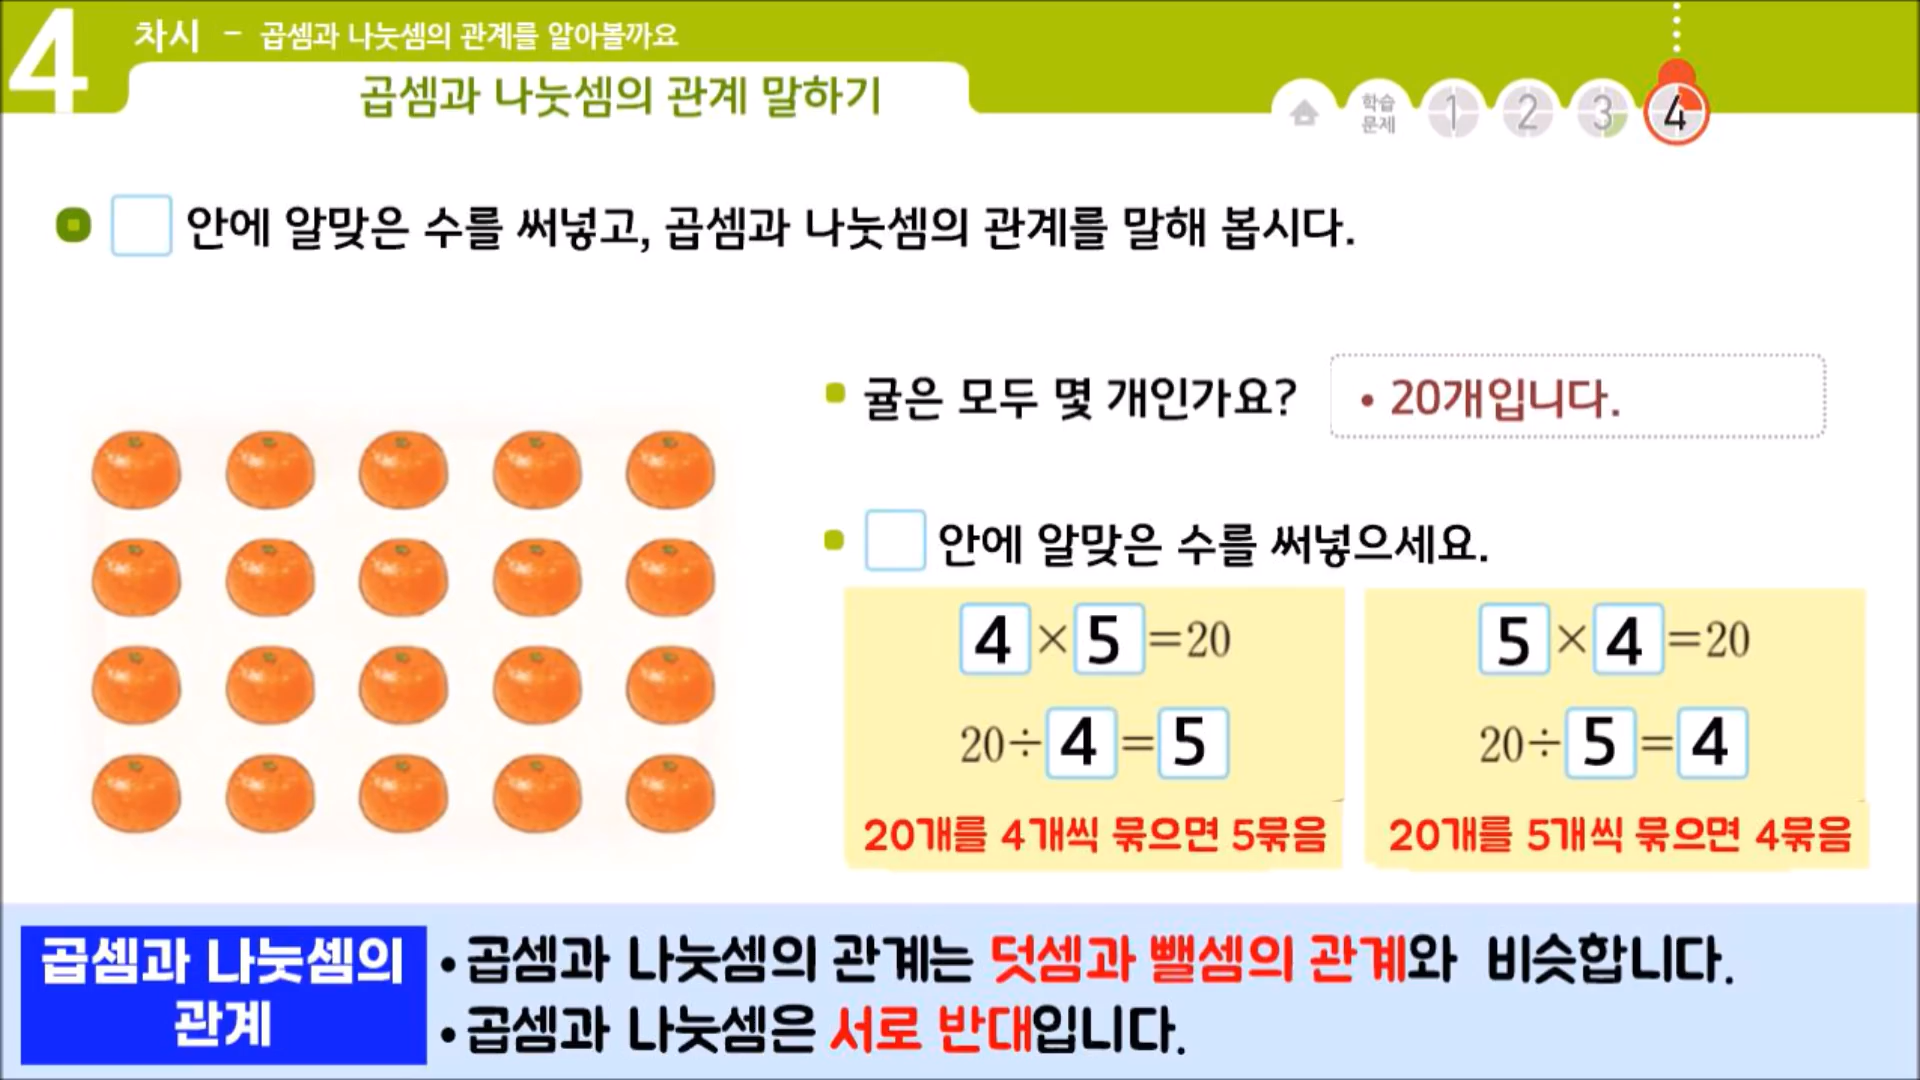 4
차시 - 곱셈과 나눗셈의 관계를 알아볼까요
곱셈과 나눗셈의 관계 말하기
학습
문제
1 2 3 4
안에 알맞은 수를 써넣고, 곱셈과 나눗셈의 관계를 말해 봅시다.
귤은 모두 몇 개인가요?
• 20개입니다.
안에 알맞은 수를 써넣으세요.
4×5=20
20÷4=5
20개를 4개씩 묶으면 5묶음
5×4=20
20÷5=4
20개를 5개씩 묶으면 4묶음
곱셈과 나눗셈의
관계
•곱셈과 나눗셈의 관계는 덧셈과 뺄셈의 관계와 비슷합니다.
•곱셈과 나눗셈은 서로 반대입니다.